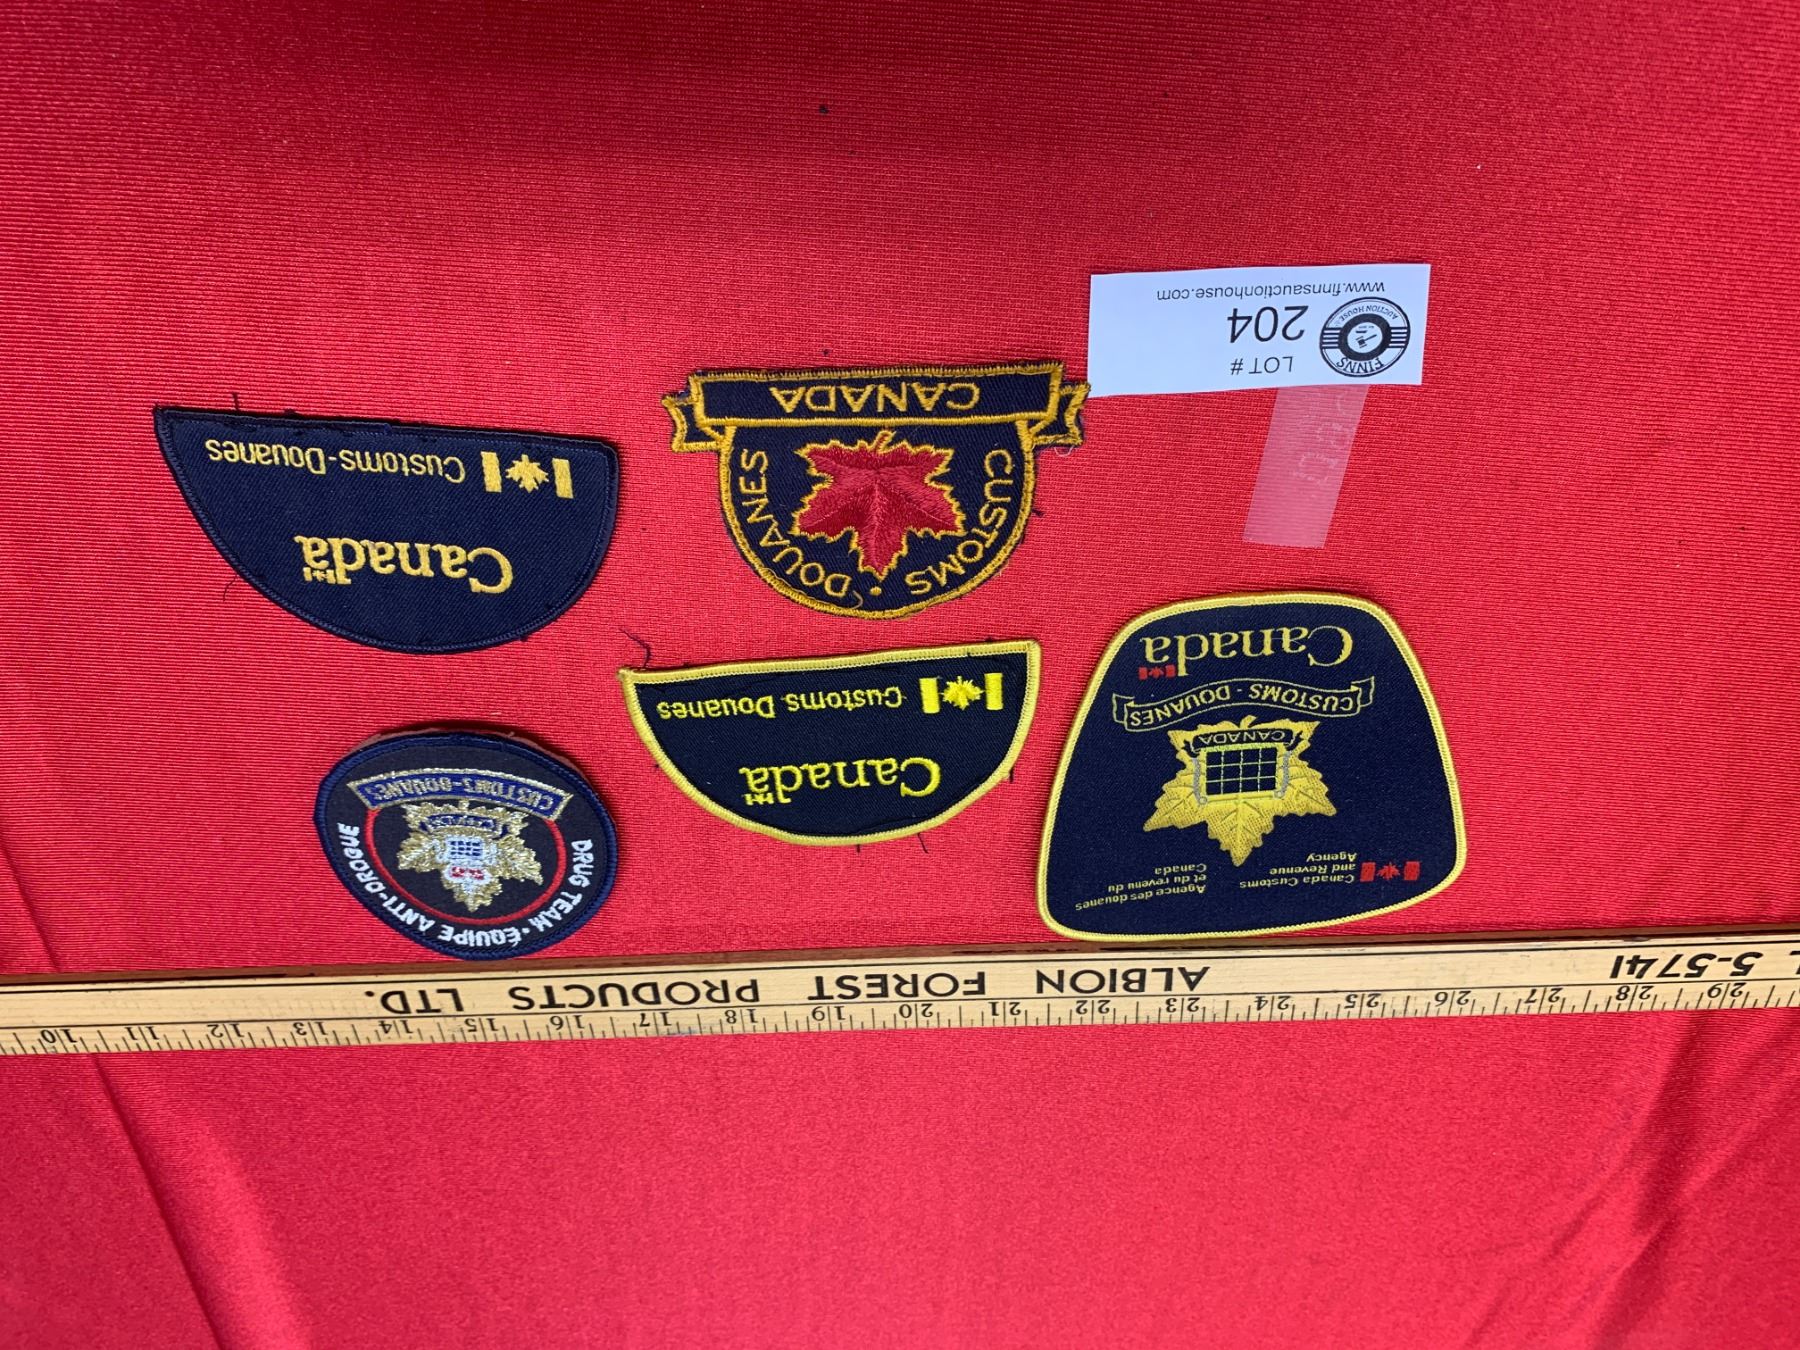 ALBION FOREST PRODUCTS LTD.
5-5741
29 28 27 26 25 24 23 22 21 20 19 18 17 16 15 14 13 12 11 10
Canada Customs
and Revenue
Agency
Agence des douanes
et du revenu du
Canada
CANADA
CUSTOMS - DOUANES
Canada
Canada
Customs Douanes
DRUG TEAM • ÉQUIPE ANTI-DROGUE
CUSTOMS-DOUANES
CUSTOMS • DOUANES
CANADA
Canada
Customs-Douanes
FINNS
AUCTION HOUSE
LOT #
204
www.finnsauctionhouse.com